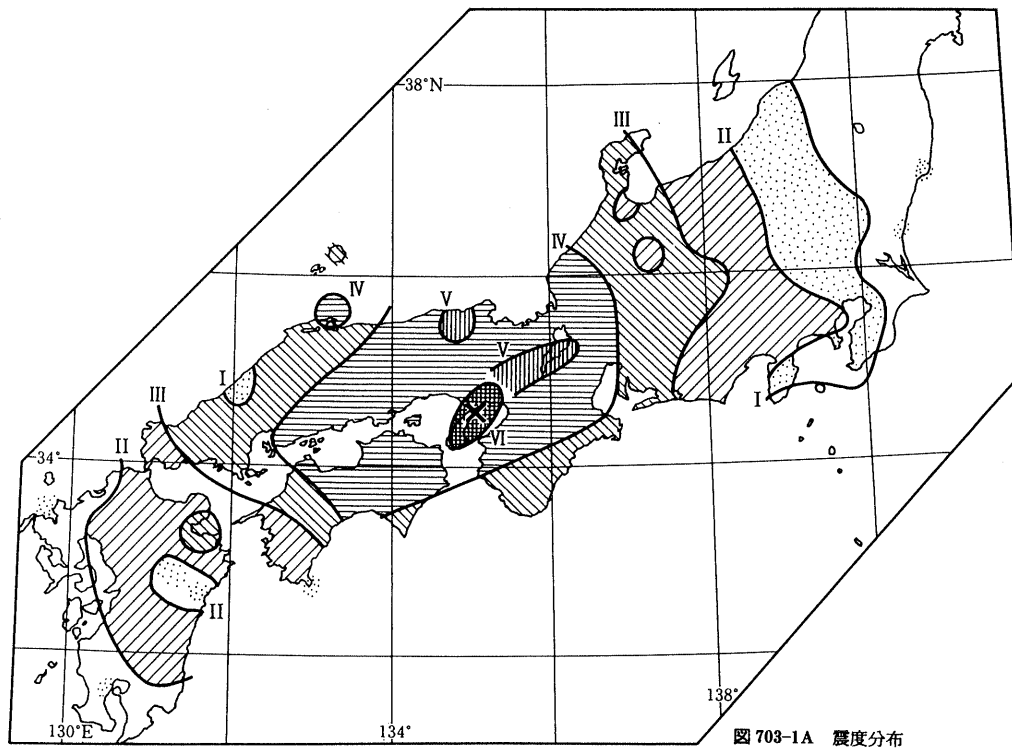 38°N
III
II
IV
IV
V
V
I
III
VI
II
I
34°
II
138°
130°E
134°
図 703-1A 震度分布